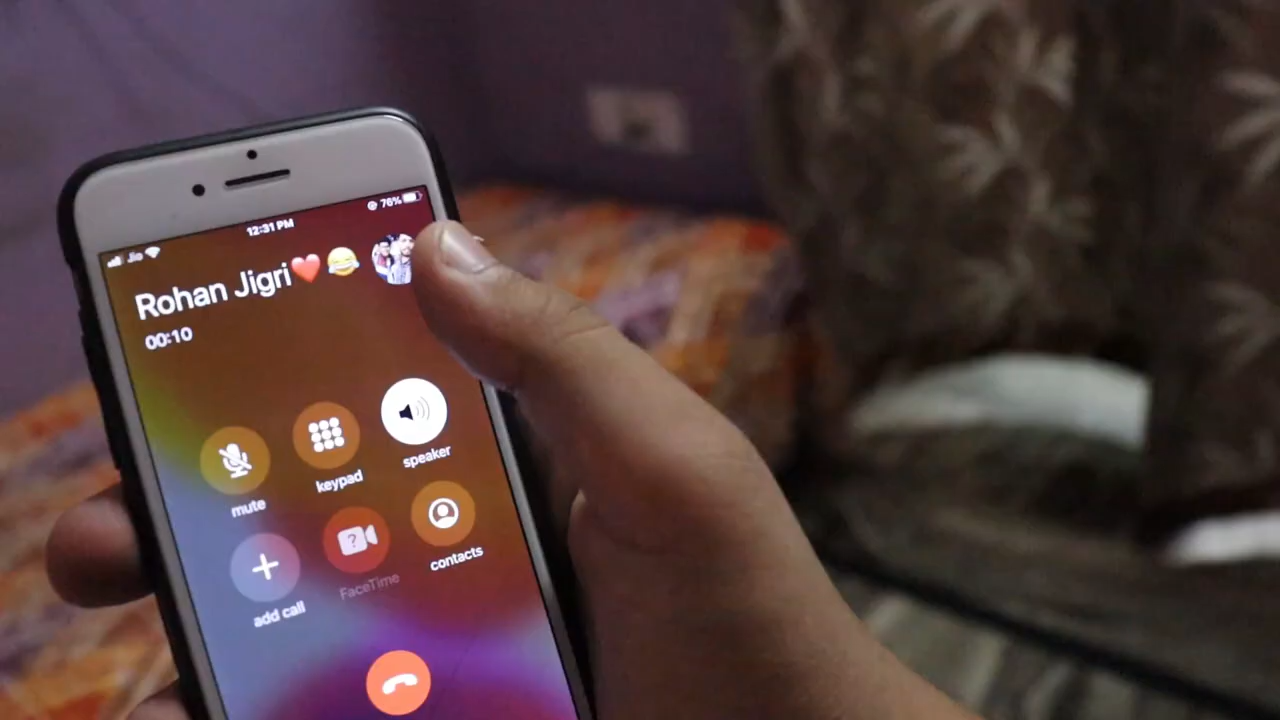 Jio 12:31 PM 76%
Rohan Jigri❤️😂
00:10
mute keypad speaker
add call FaceTime contacts